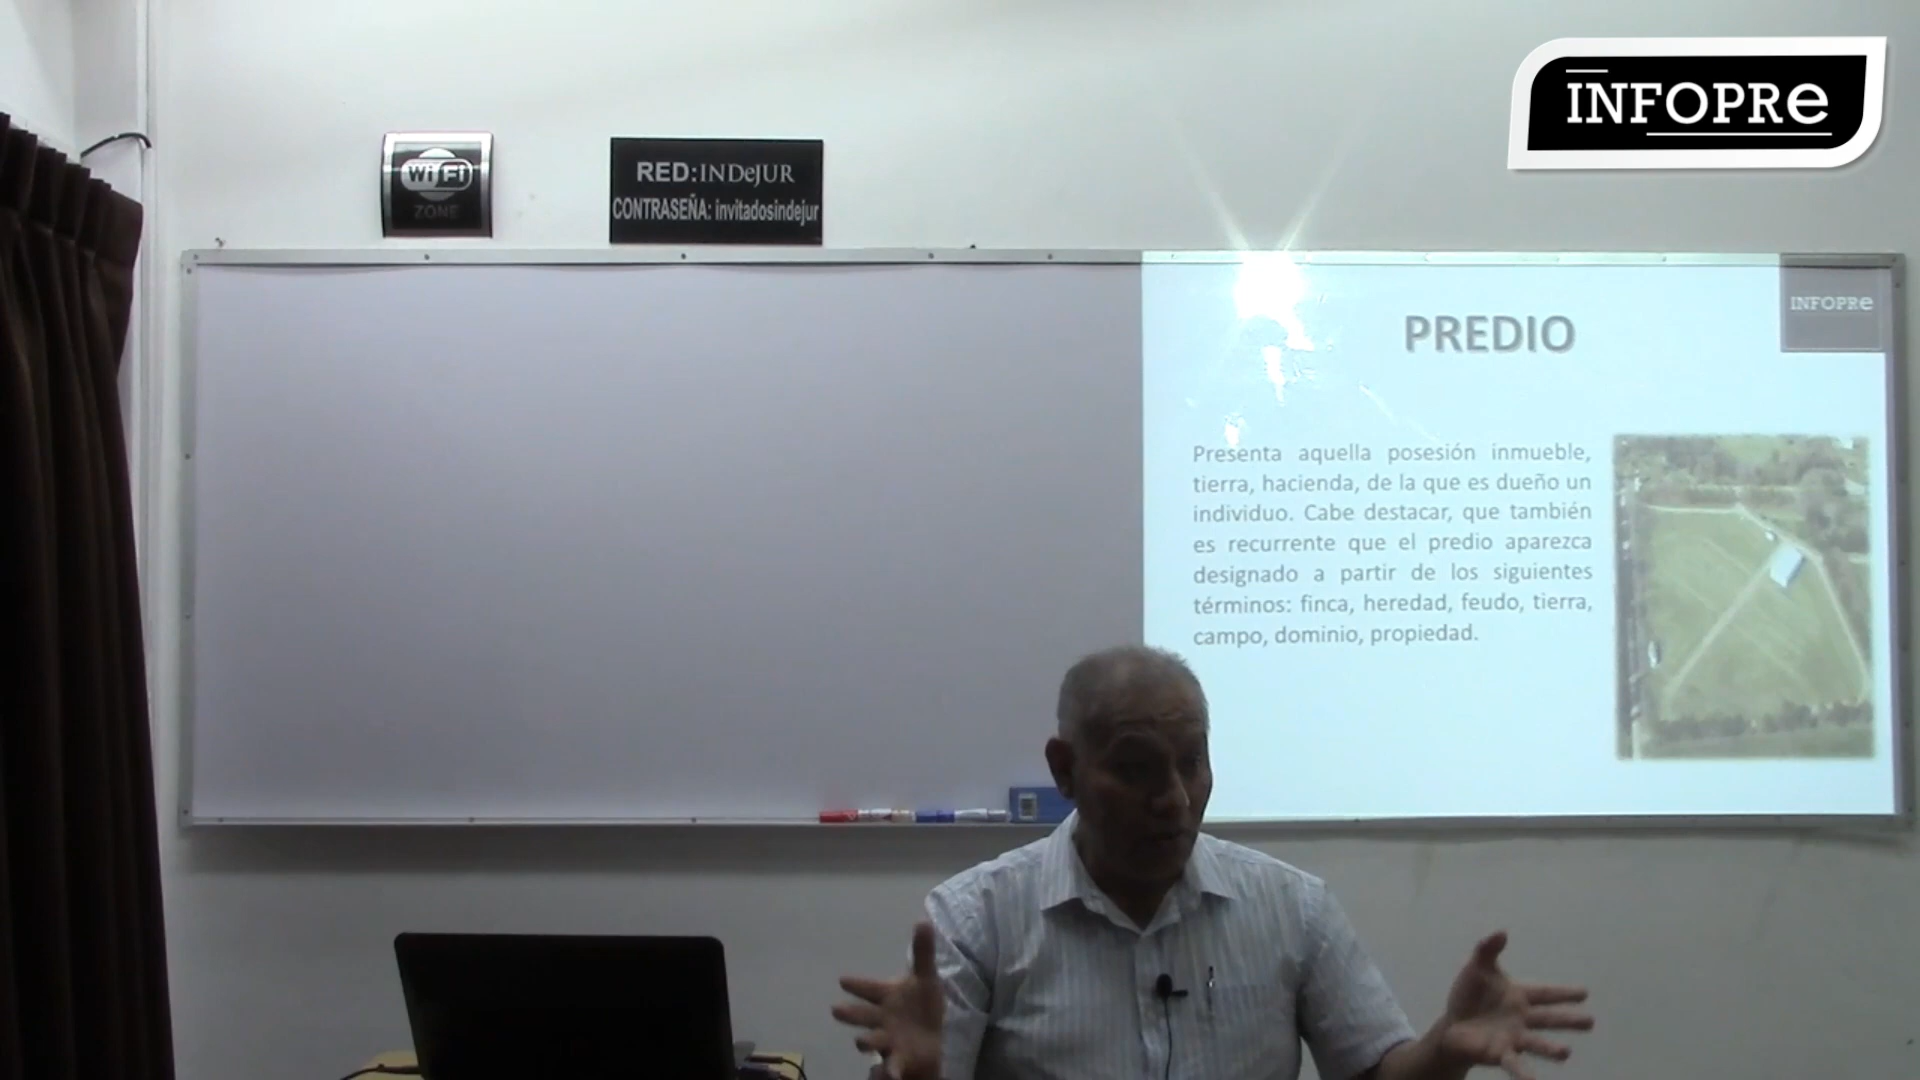 INFOPRe
Wi Fi
ZONE
RED:INDeJUR
CONTRASEÑA: invitadosindejur
INFOPRe
PREDIO
Presenta aquella posesión inmueble,
tierra, hacienda, de la que es dueño un
individuo. Cabe destacar, que también
es recurrente que el predio aparezca
designado a partir de los siguientes
términos: finca, heredad, feudo, tierra,
campo, dominio, propiedad.